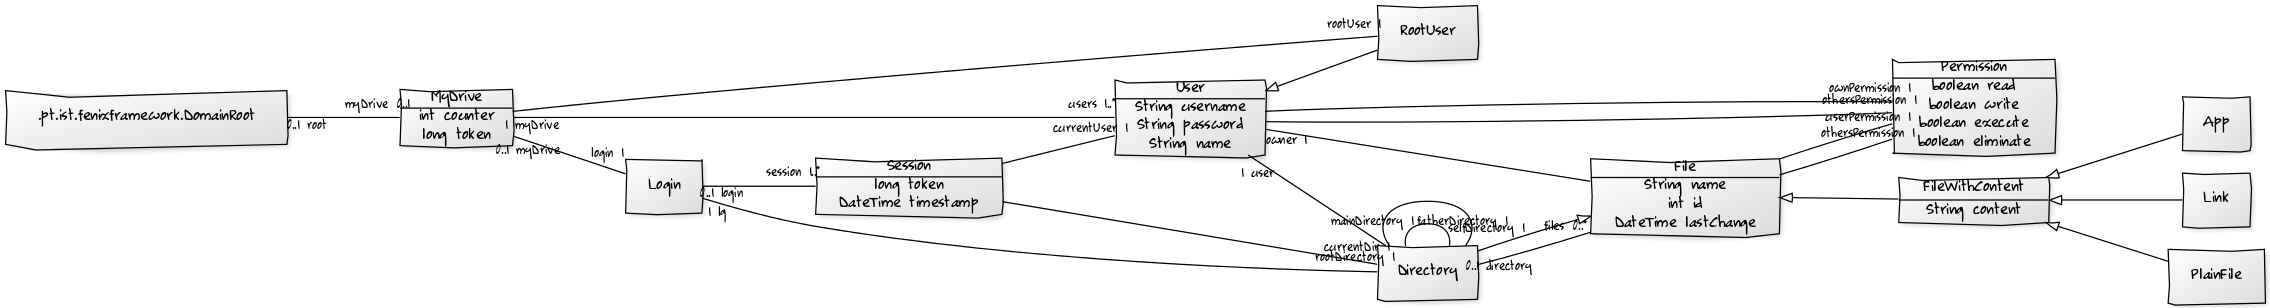 .pt.ist.fenixframework.DomainRoot
myDrive 0..1
0..1 root
MyDrive
int counter
long token
rootUser 1
1 myDrive
0..1 myDrive
login 1
Login
users 1..*
currentUser 1
session 1..*
0..1 login
1 lg
Session
long token
DateTime timestamp
RootUser
User
String username
String password
String name
owner 1
1 user
mainDirectory 1
fatherDirectory 1
selfDirectory 1
files 0..*
currentDir 1
rootDirectory 1
Directory
0..1 directory
File
String name
int id
DateTime lastChange
ownPermission 1
othersPermission 1
userPermission 1
othersPermission 1
Permission
boolean read
boolean write
boolean execute
boolean eliminate
FileWithContent
String content
App
Link
PlainFile